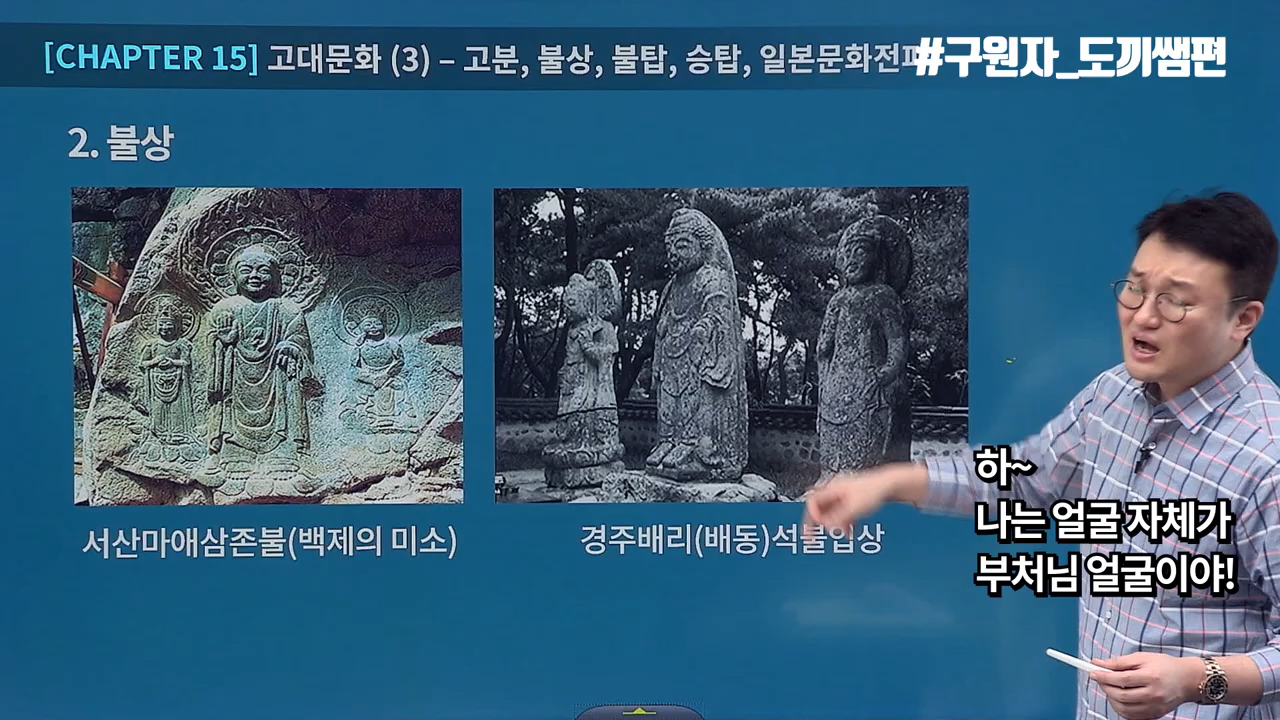 [CHAPTER 15] 고대문화 (3) – 고분, 불상, 불탑, 승탑, 일본문화전파
#구원자_도끼쌤편
2. 불상
서산마애삼존불(백제의 미소)
경주배리(배동)석불입상
하~
나는 얼굴 자체가
부처님 얼굴이야!